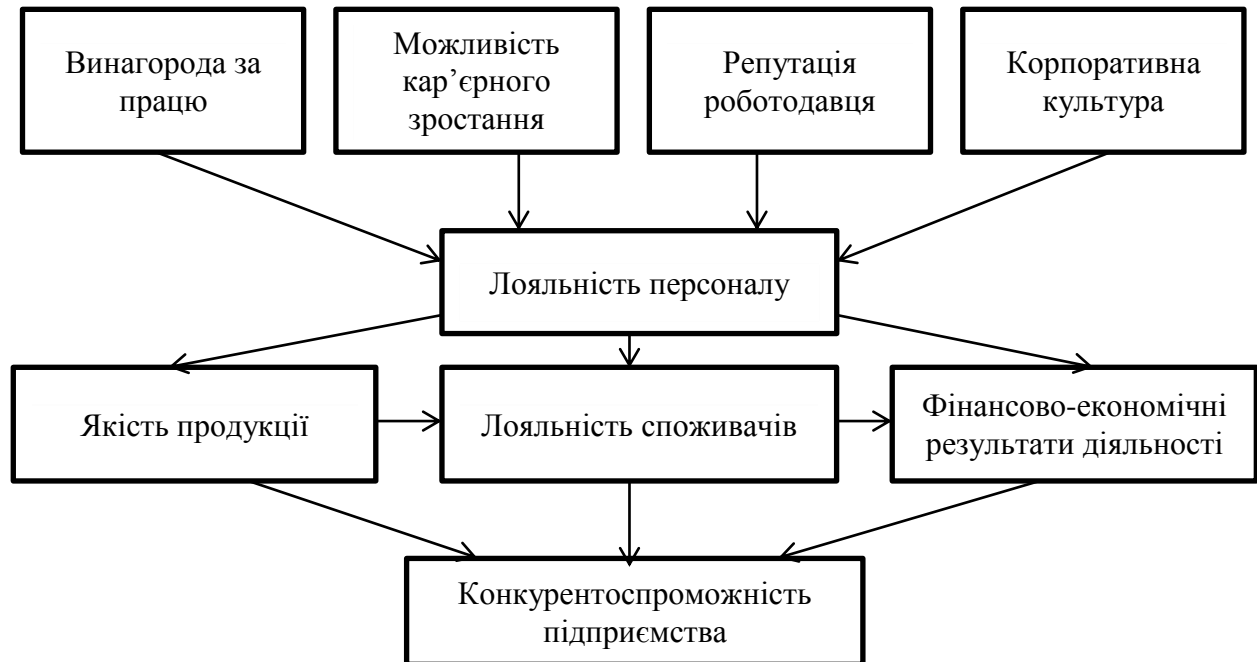 Винагорода за
працю
Можливість
кар’єрного
зростання
Репутація
роботодавця
Корпоративна
культура
Лояльність персоналу
Якість продукції
Лояльність споживачів
Фінансово-економічні
результати діяльності
Конкурентоспроможність
підприємства